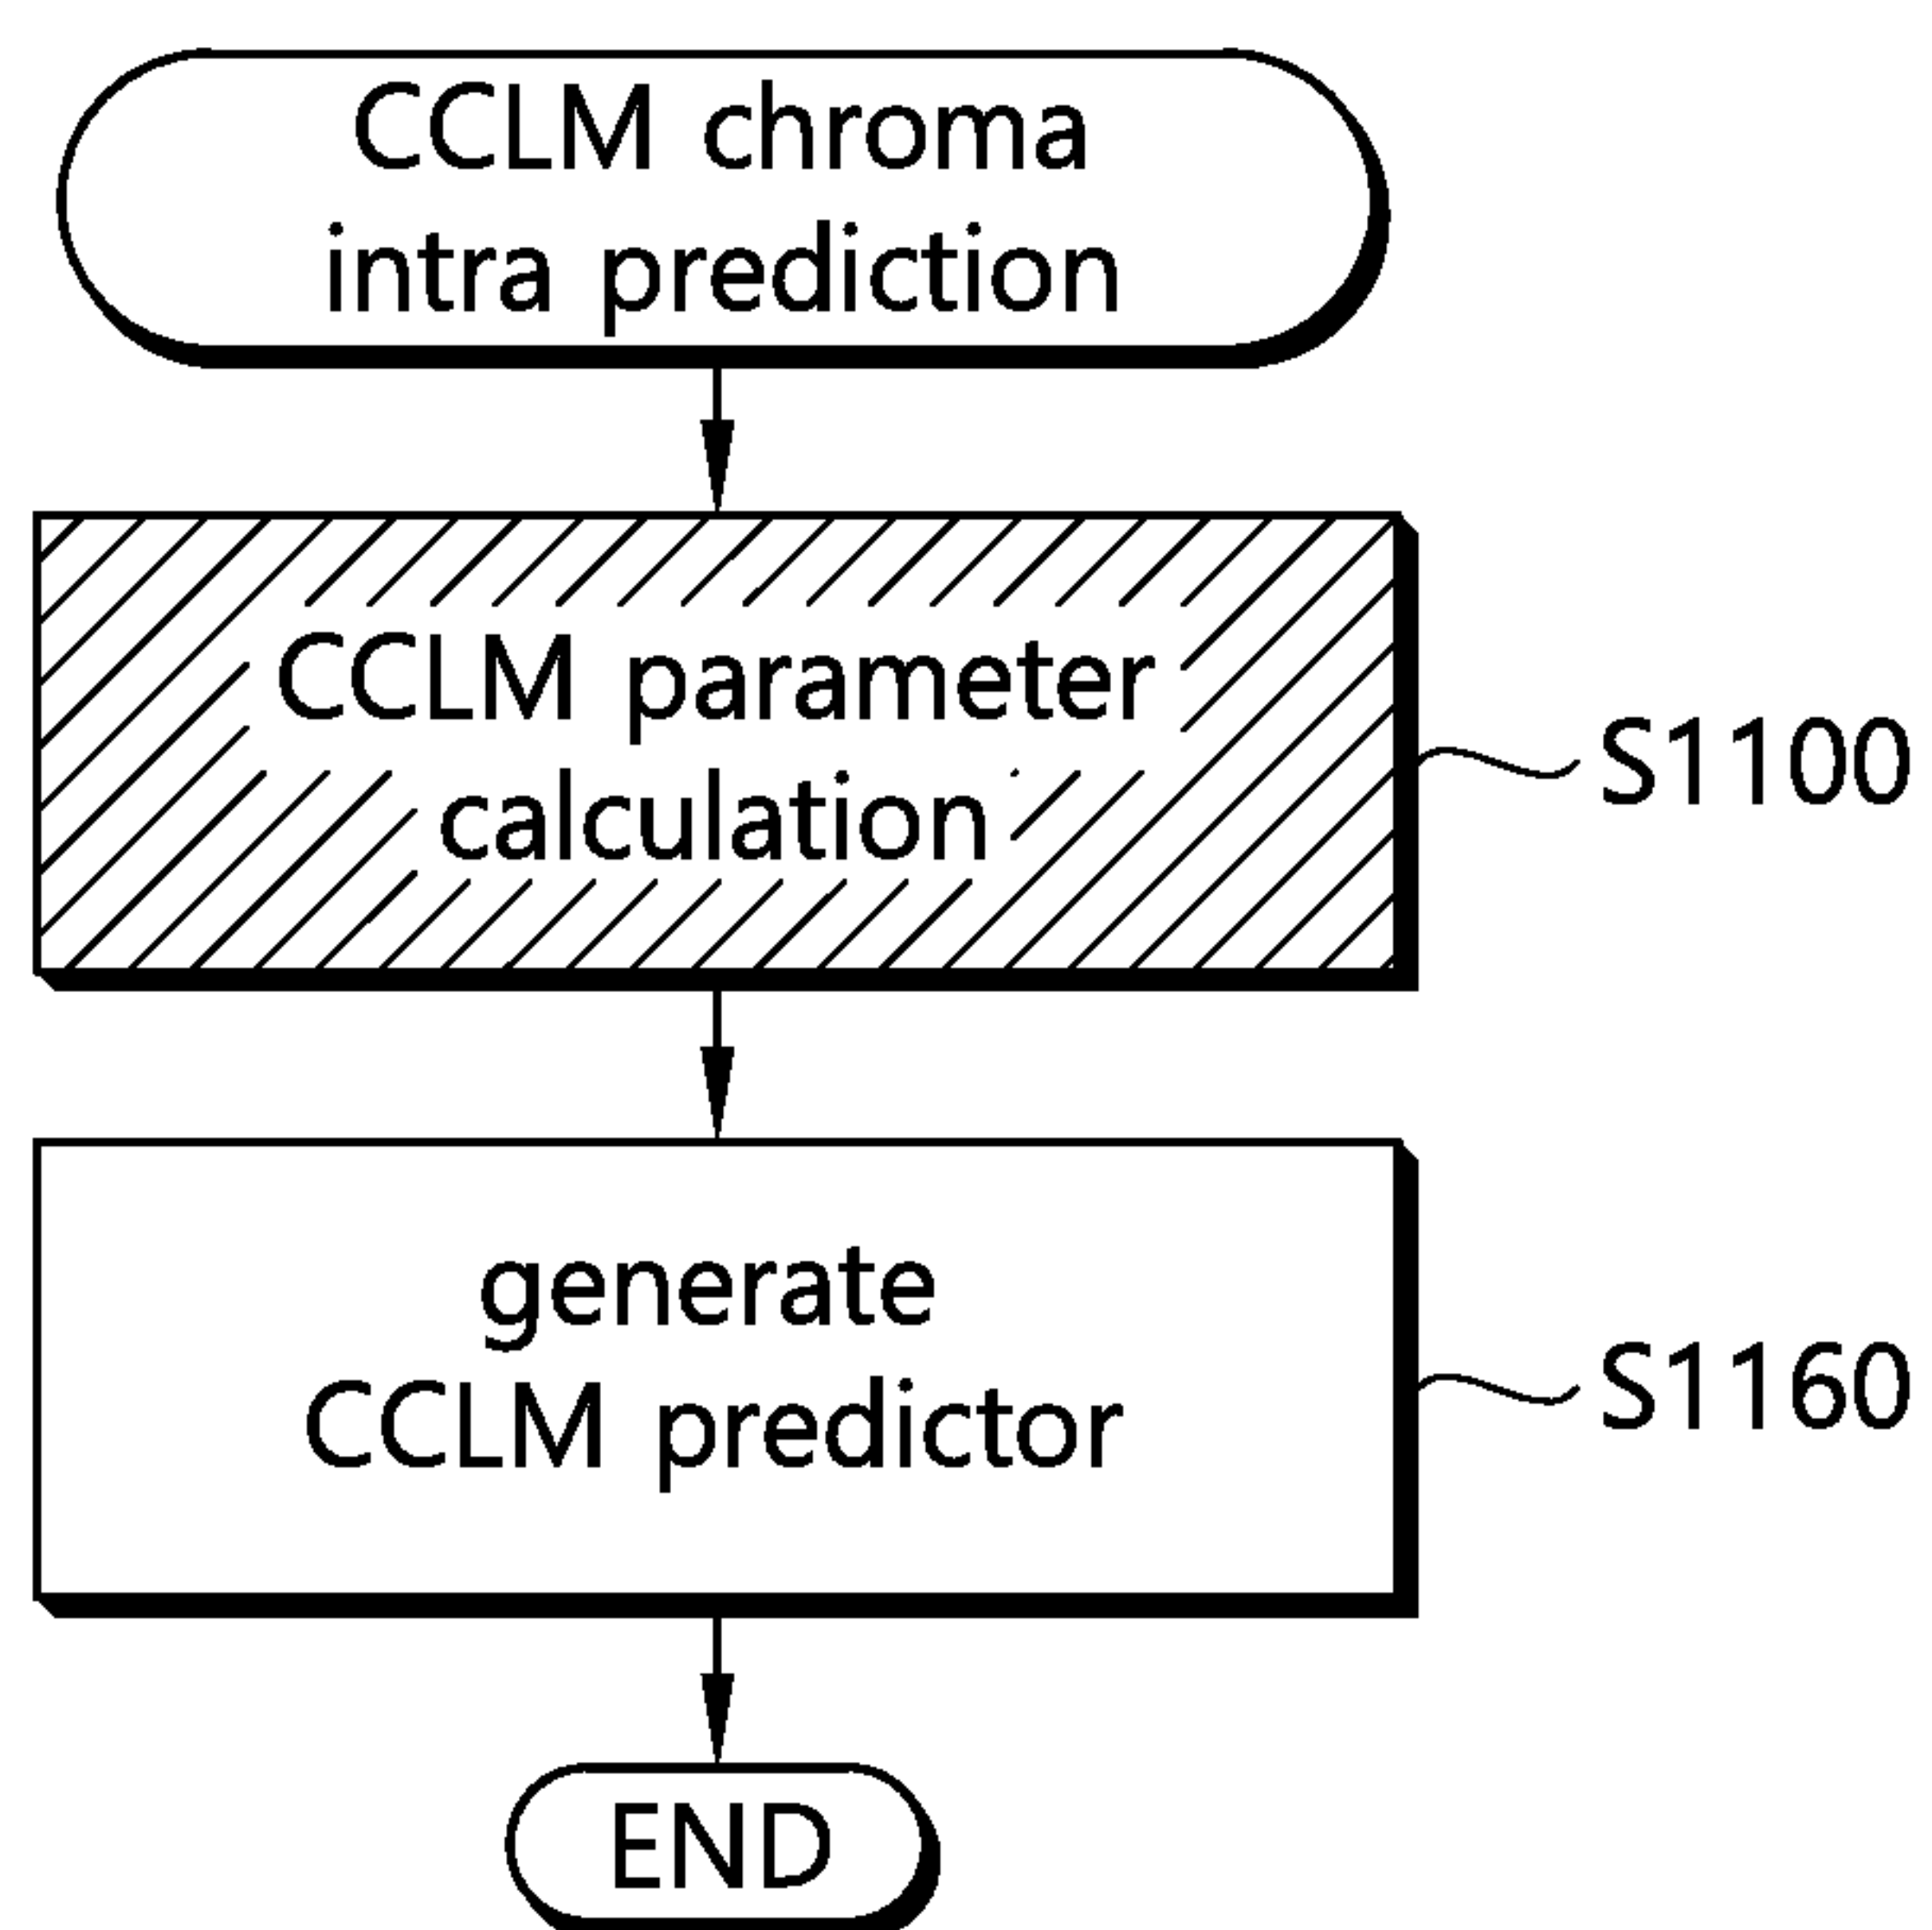 CCLM chroma
intra prediction
CCLM parameter
calculation
S1100
generate
CCLM predictor
S1160
END